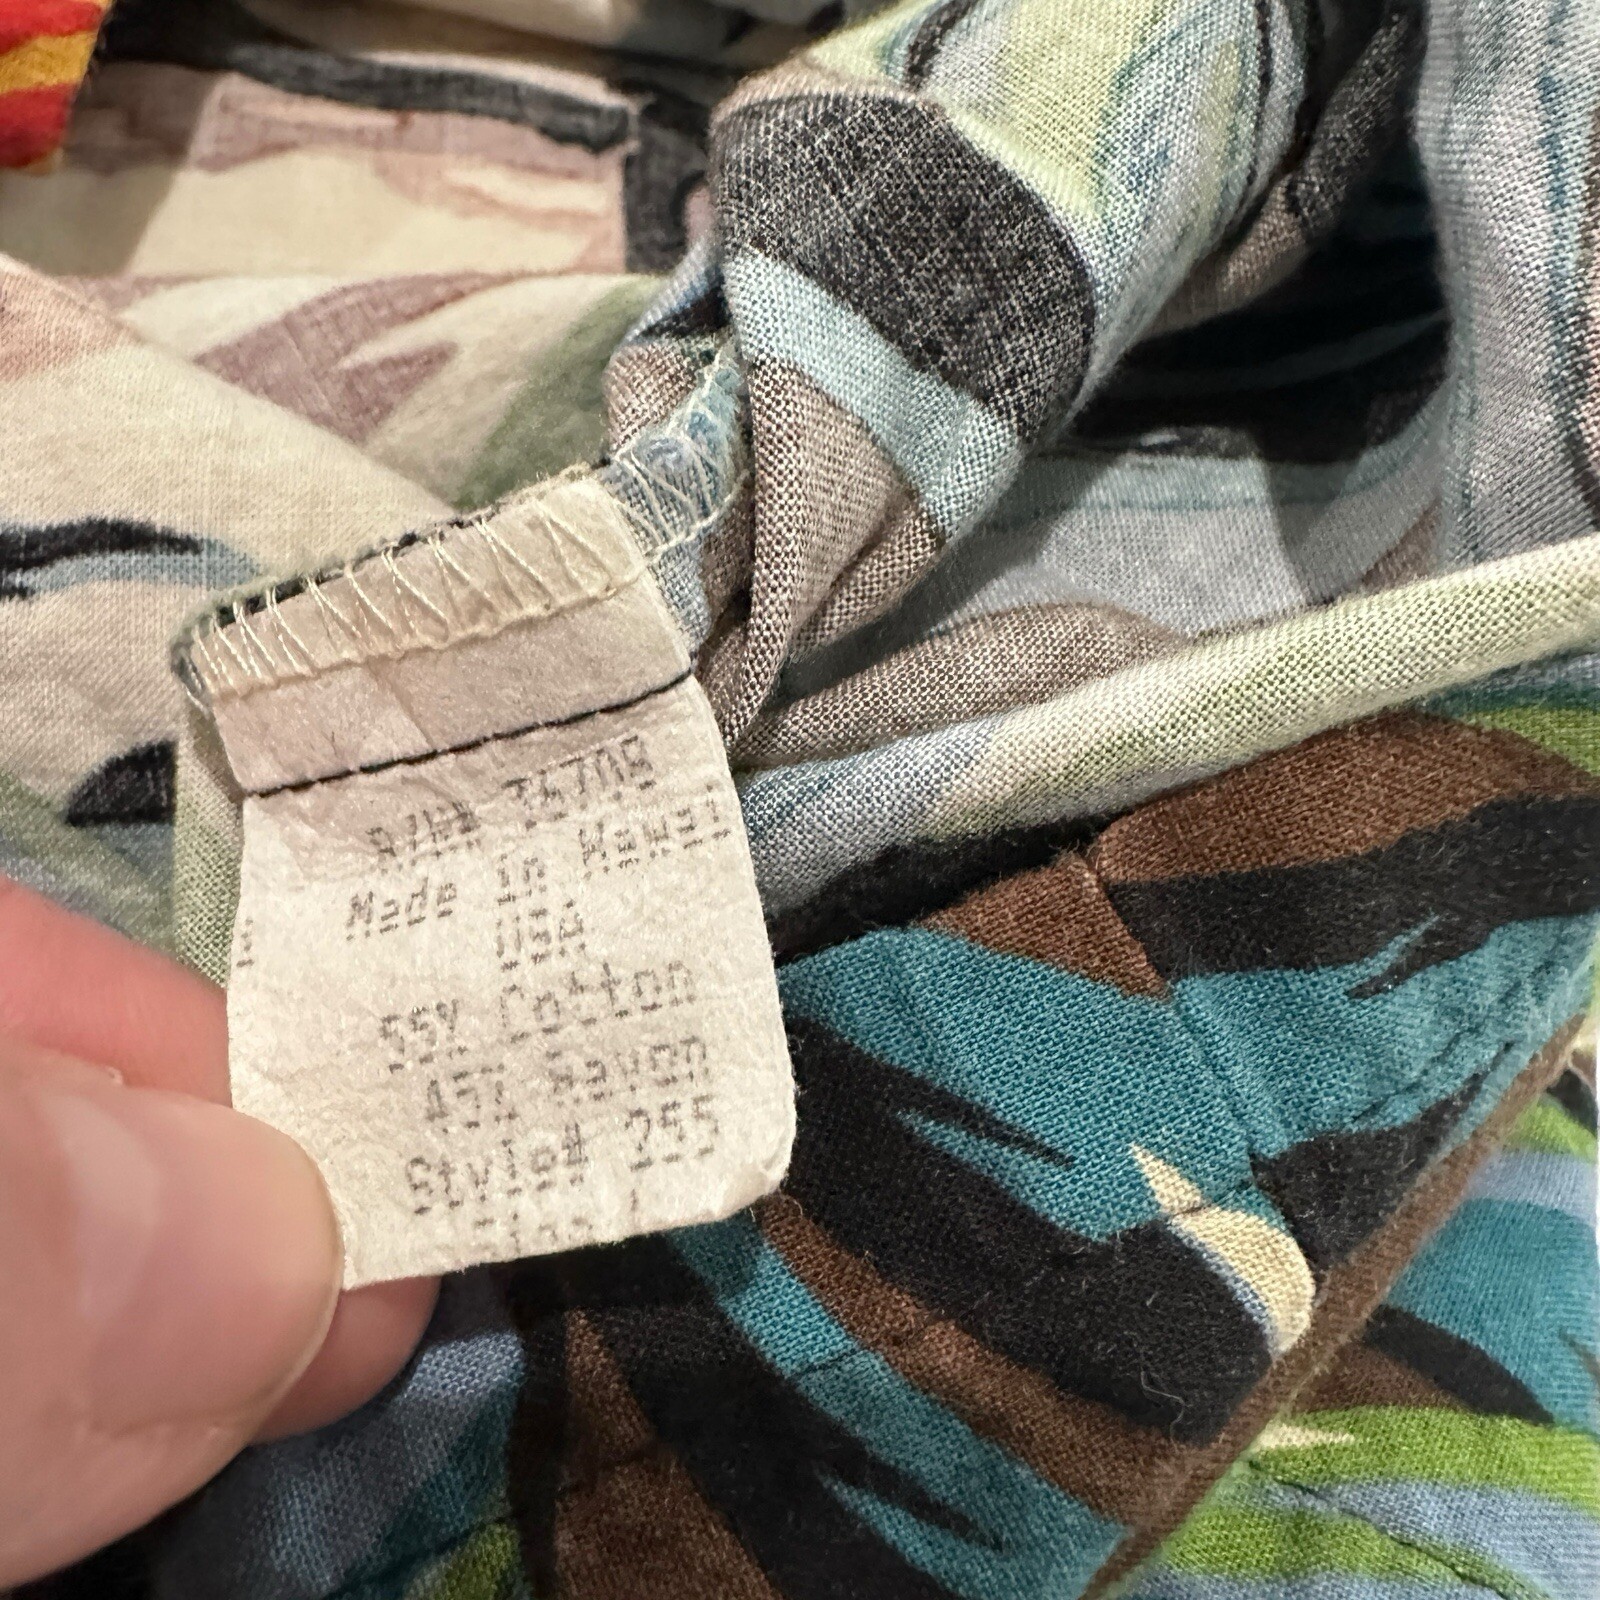 Made in Hawaii
USA
55% Cotton
45% Rayon
Style# 255